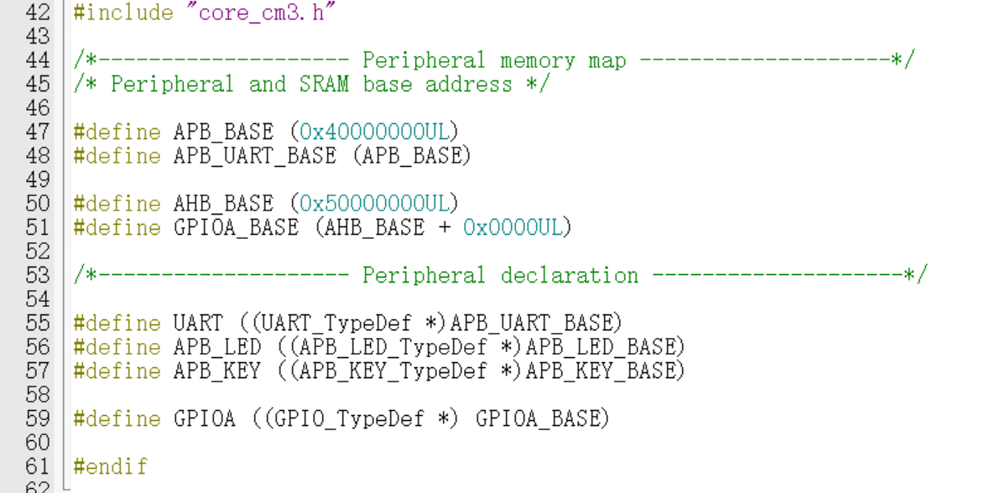 42 #include "core_cm3.h"
43
44 /*-------------------- Peripheral memory map --------------------*/
45 /* Peripheral and SRAM base address */
46
47 #define APB_BASE (0x40000000UL)
48 #define APB_UART_BASE (APB_BASE)
49
50 #define AHB_BASE (0x50000000UL)
51 #define GPIOA_BASE (AHB_BASE + 0x0000UL)
52
53 /*-------------------- Peripheral declaration --------------------*/
54
55 #define UART ((UART_TypeDef *)APB_UART_BASE)
56 #define APB_LED ((APB_LED_TypeDef *)APB_LED_BASE)
57 #define APB_KEY ((APB_KEY_TypeDef *)APB_KEY_BASE)
58
59 #define GPIOA ((GPIO_TypeDef *) GPIOA_BASE)
60
61 #endif
62